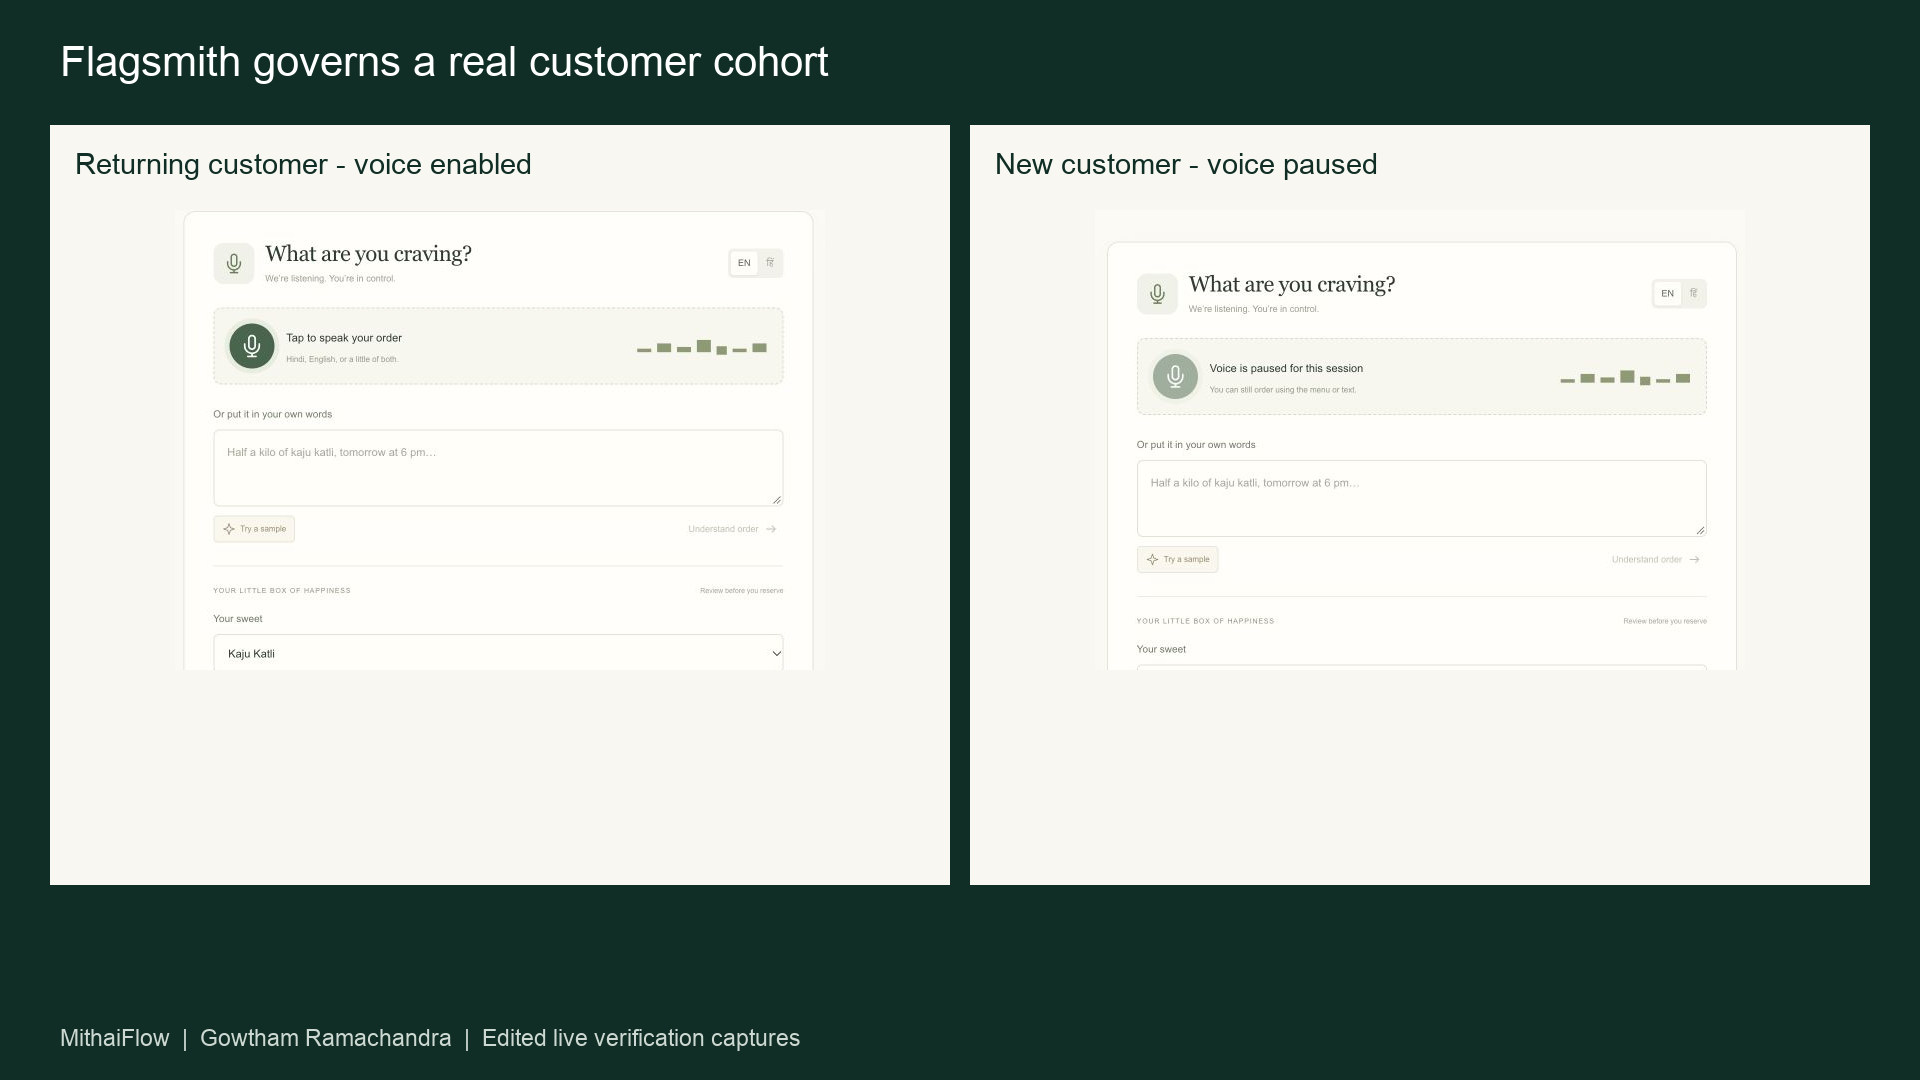 Flagsmith governs a real customer cohort
Returning customer - voice enabled
What are you craving?
We're listening. You're in control.
EN हिं
Tap to speak your order
Hindi, English, or a little of both.
Or put it in your own words
Half a kilo of kaju katli, tomorrow at 6 pm…
Try a sample
Understand order →
YOUR LITTLE BOX OF HAPPINESS
Review before you reserve
Your sweet
Kaju Katli
New customer - voice paused
What are you craving?
We're listening. You're in control.
EN हिं
Voice is paused for this session
You can still order using the menu or text.
Or put it in your own words
Half a kilo of kaju katli, tomorrow at 6 pm…
Try a sample
Understand order →
YOUR LITTLE BOX OF HAPPINESS
Review before you reserve
Your sweet
MithaiFlow | Gowtham Ramachandra | Edited live verification captures